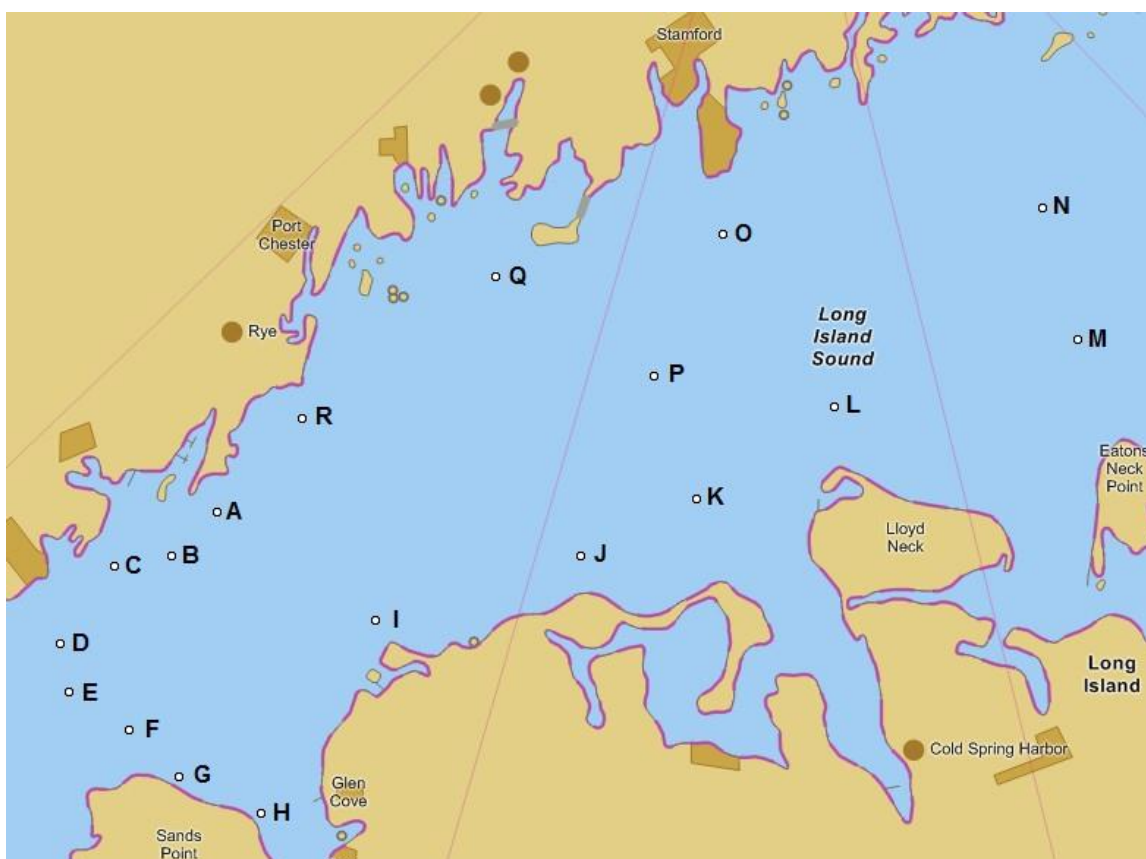 Stamford
N
Port
Chester
O
Q
Long
Island
Sound
Rye
M
P
L
R
Eatons
Neck
Point
K
A
Lloyd
Neck
B
J
C
I
D
Long
Island
E
F
Cold Spring Harbor
G
Glen
Cove
H
Sands
Point